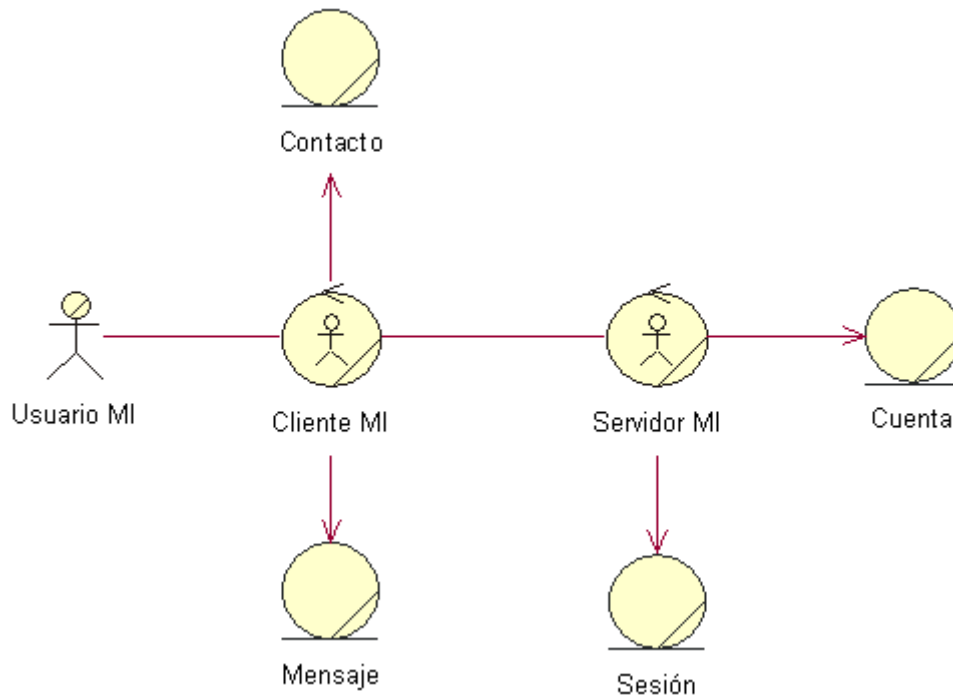 Contacto
Usuario MI
Cliente MI
Servidor MI
Cuenta
Mensaje
Sesión